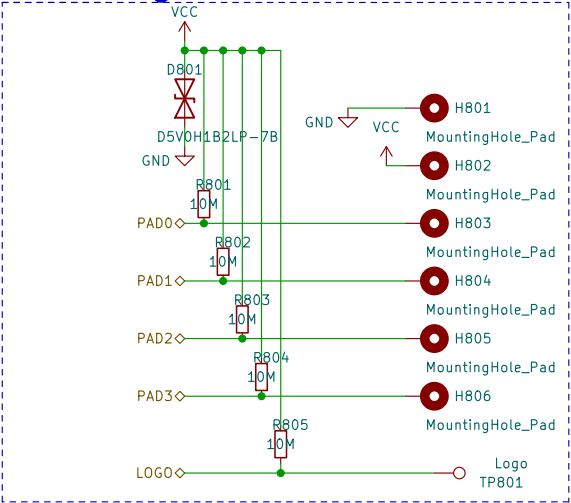 VCC
D801
D5V0H1B2LP-7B
GND
R801
10M
PAD0
R802
10M
PAD1
R803
10M
PAD2
R804
10M
PAD3
R805
10M
LOGO
GND
H801
MountingHole_Pad
VCC
H802
MountingHole_Pad
H803
MountingHole_Pad
H804
MountingHole_Pad
H805
MountingHole_Pad
H806
MountingHole_Pad
Logo
TP801